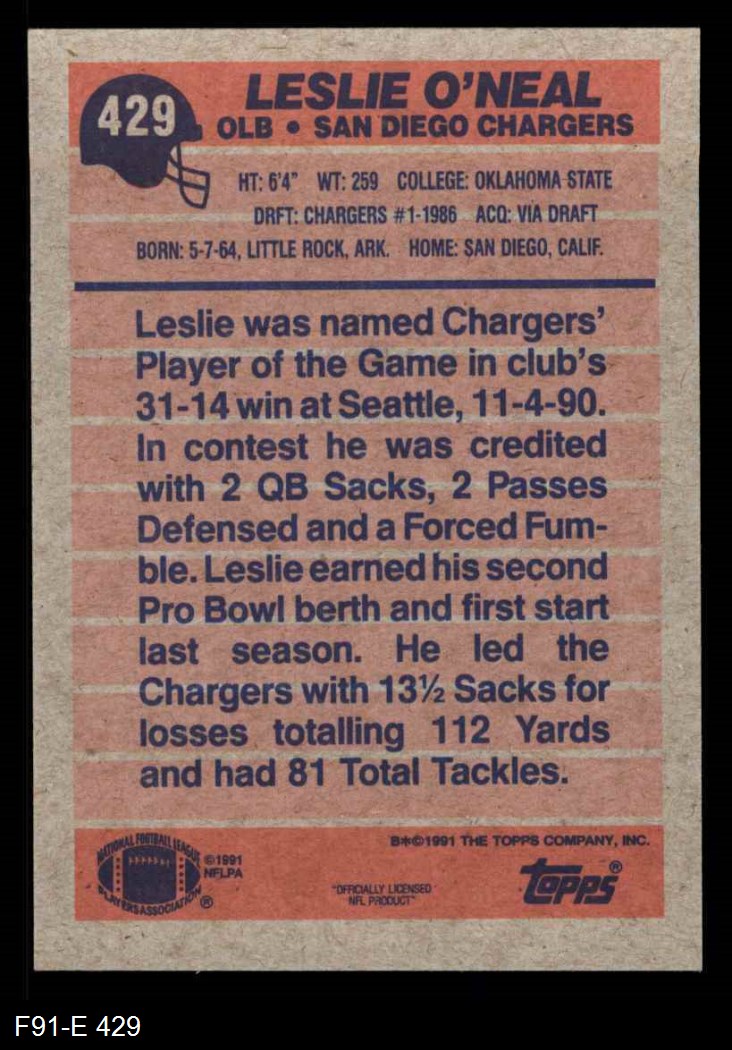 429
LESLIE O'NEAL
OLB • SAN DIEGO CHARGERS
HT: 6'4" WT: 259 COLLEGE: OKLAHOMA STATE
DRFT: CHARGERS #1-1986 ACQ: VIA DRAFT
BORN: 5-7-64, LITTLE ROCK, ARK. HOME: SAN DIEGO, CALIF.
Leslie was named Chargers'
Player of the Game in club's
31-14 win at Seattle, 11-4-90.
In contest he was credited
with 2 QB Sacks, 2 Passes
Defensed and a Forced Fum-
ble. Leslie earned his second
Pro Bowl berth and first start
last season. He led the
Chargers with 13½ Sacks for
losses totalling 112 Yards
and had 81 Total Tackles.
NATIONAL FOOTBALL LEAGUE
PLAYERS ASSOCIATION ®
©1991
NFLPA
B*©1991 THE TOPPS COMPANY, INC.
"OFFICIALLY LICENSED
NFL PRODUCT"
topps®
F91-E 429